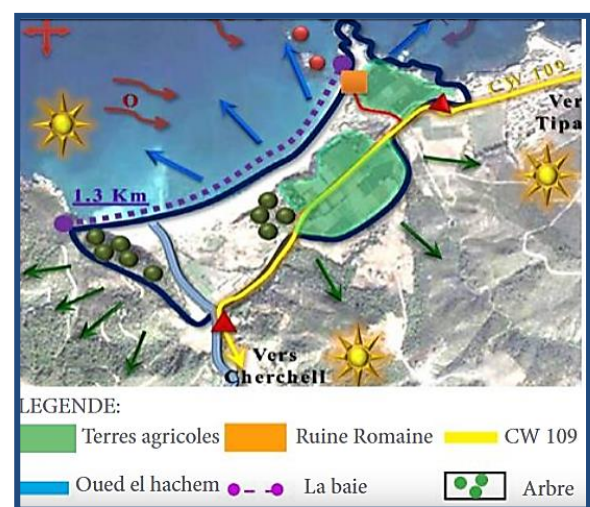 CW 109
Ver
Tipa
O
1.3 Km
Vers
Cherchell
LEGENDE:
Terres agricoles Ruine Romaine CW 109
Oued el hachem La baie Arbre